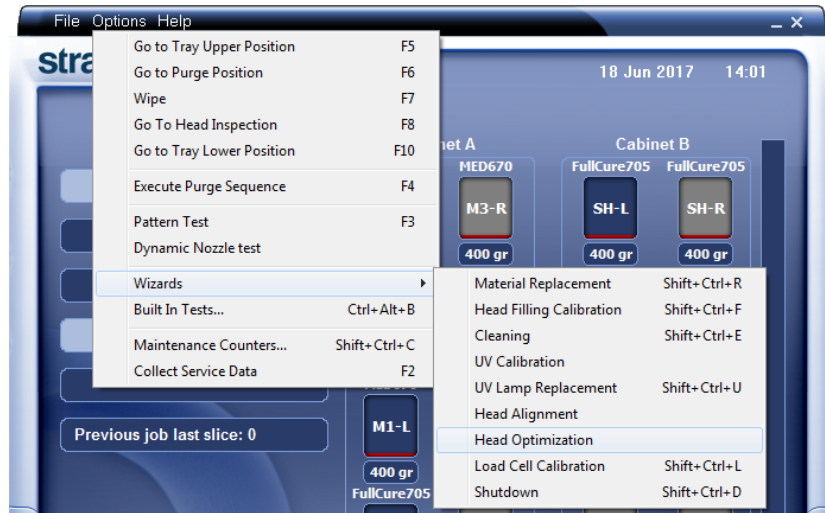 File Options Help
stra
18 Jun 2017 14:01
Go to Tray Upper Position F5
Go to Purge Position F6
Wipe F7
Go To Head Inspection F8
Go to Tray Lower Position F10
Execute Purge Sequence F4
Pattern Test F3
Dynamic Nozzle test
Wizards
Built In Tests... Ctrl+Alt+B
Maintenance Counters... Shift+Ctrl+C
Collect Service Data F2
net A
Cabinet B
MED670
FullCure705
FullCure705
M3-R
SH-L
SH-R
400 gr
400 gr
400 gr
Material Replacement Shift+Ctrl+R
Head Filling Calibration Shift+Ctrl+F
Cleaning Shift+Ctrl+E
UV Calibration
UV Lamp Replacement Shift+Ctrl+U
Head Alignment
Head Optimization
Load Cell Calibration Shift+Ctrl+L
Shutdown Shift+Ctrl+D
Previous job last slice: 0
M1-L
400 gr
FullCure705